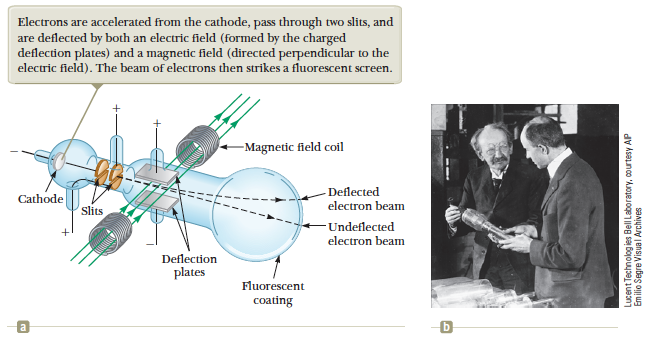 Electrons are accelerated from the cathode, pass through two slits, and
are deflected by both an electric field (formed by the charged
deflection plates) and a magnetic field (directed perpendicular to the
electric field). The beam of electrons then strikes a fluorescent screen.
+
+
Magnetic field coil
−
Cathode
Slits
Deflected
electron beam
Undeflected
electron beam
+
−
Deflection
plates
Fluorescent
coating
a
b
Lucent Technologies Bell Laboratory, courtesy AIP
Emilio Segre Visual Archives